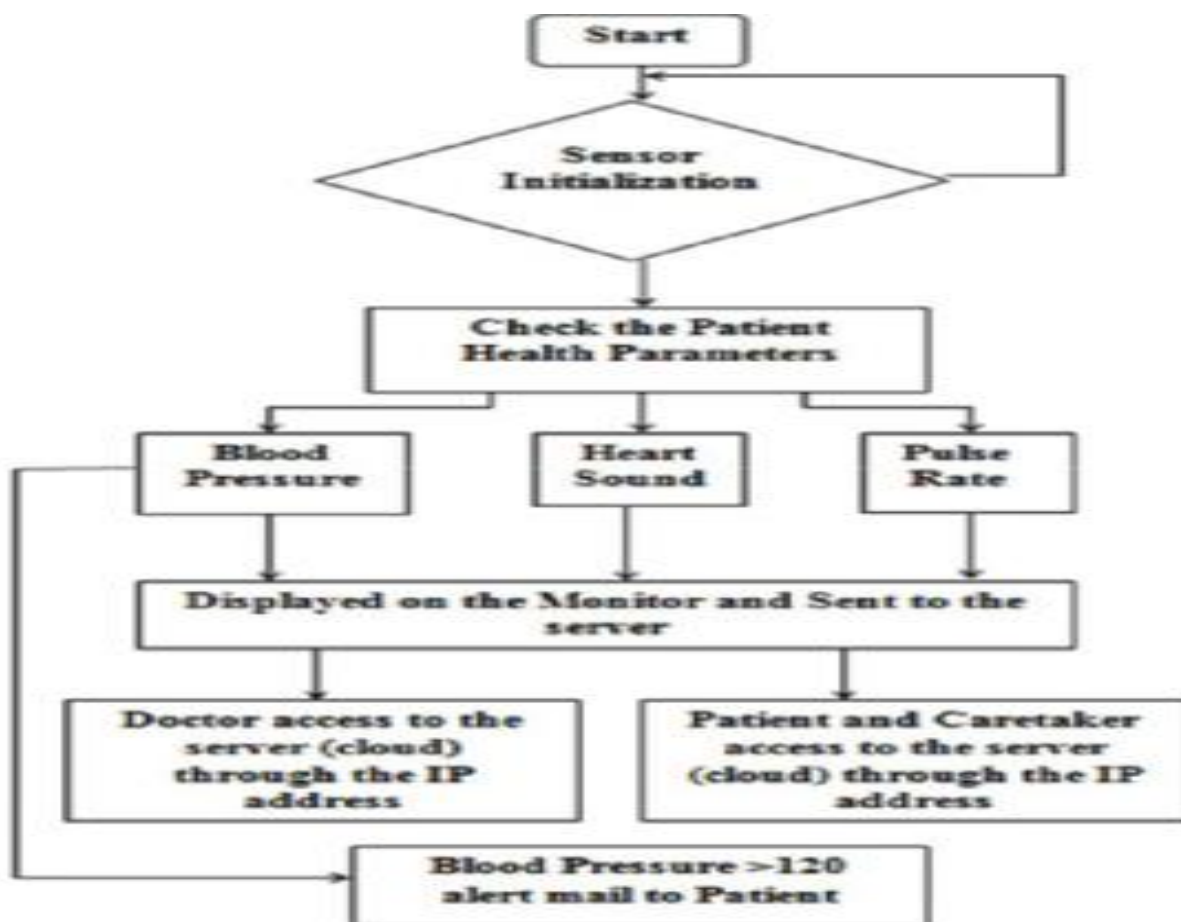 Start
Sensor
Initialization
Check the Patient
Health Parameters
Blood
Pressure
Heart
Sound
Pulse
Rate
Displayed on the Monitor and Sent to the
server
Doctor access to the
server (cloud)
through the IP
address
Patient and Caretaker
access to the server
(cloud) through the IP
address
Blood Pressure >120
alert mail to Patient